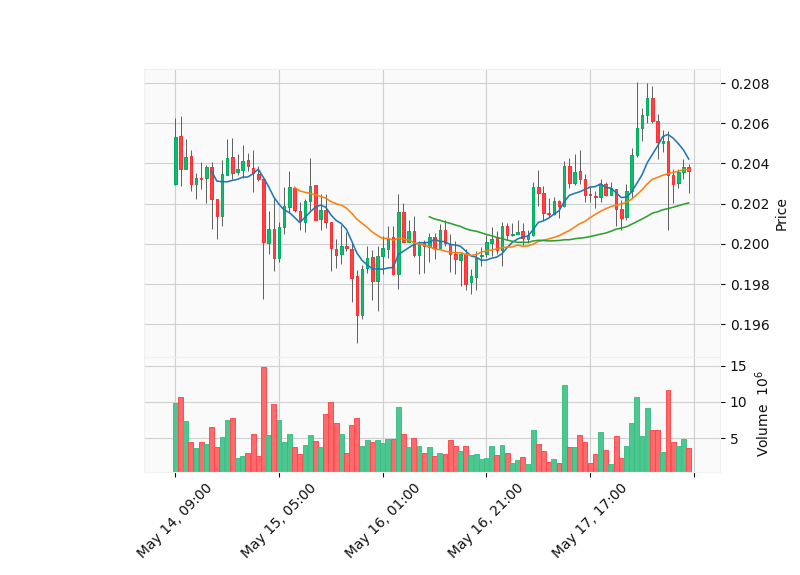 0.208
0.206
0.204
0.202
0.200
0.198
0.196
Price
15
10
5
Volume 10^6
May 14, 09:00
May 15, 05:00
May 16, 01:00
May 16, 21:00
May 17, 17:00